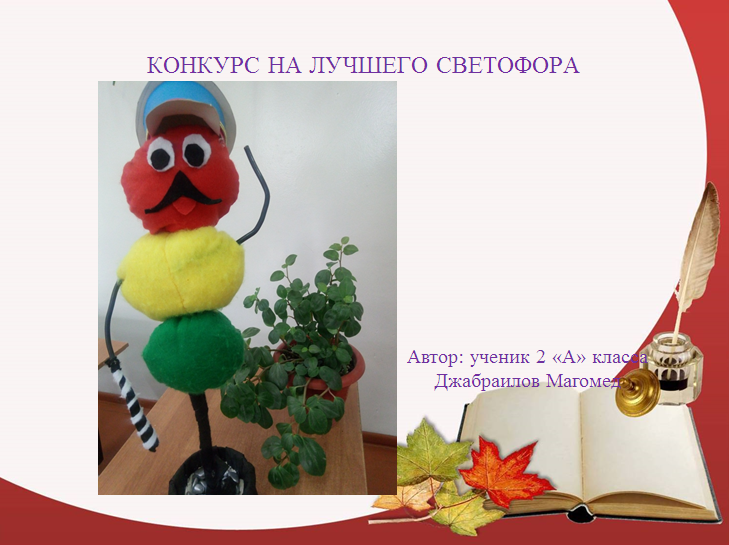 КОНКУРС НА ЛУЧШЕГО СВЕТОФОРА
Автор: ученик 2 «А» класса
Джабраилов Магомед